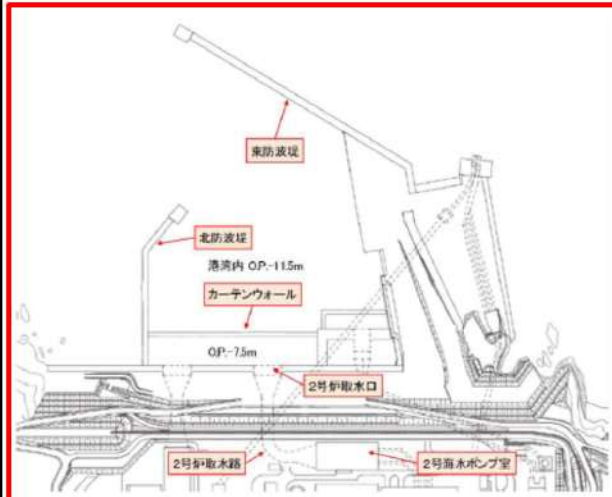 東防波堤
北防波堤
港湾内 O.P.-11.5m
カーテンウォール
O.P.-7.5m
2号炉取水口
2号炉取水路
2号海水ポンプ室